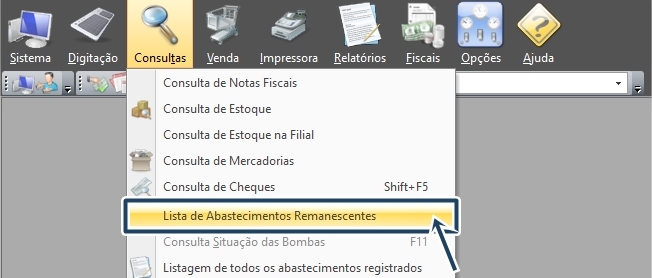 Sistema Digitação Consultas Venda Impressora Relatórios Fiscais Opções Ajuda
Consulta de Notas Fiscais
Consulta de Estoque
Consulta de Estoque na Filial
Consulta de Mercadorias
Consulta de Cheques Shift+F5
Lista de Abastecimentos Remanescentes
Consulta Situação das Bombas F11
Listagem de todos os abastecimentos registrados